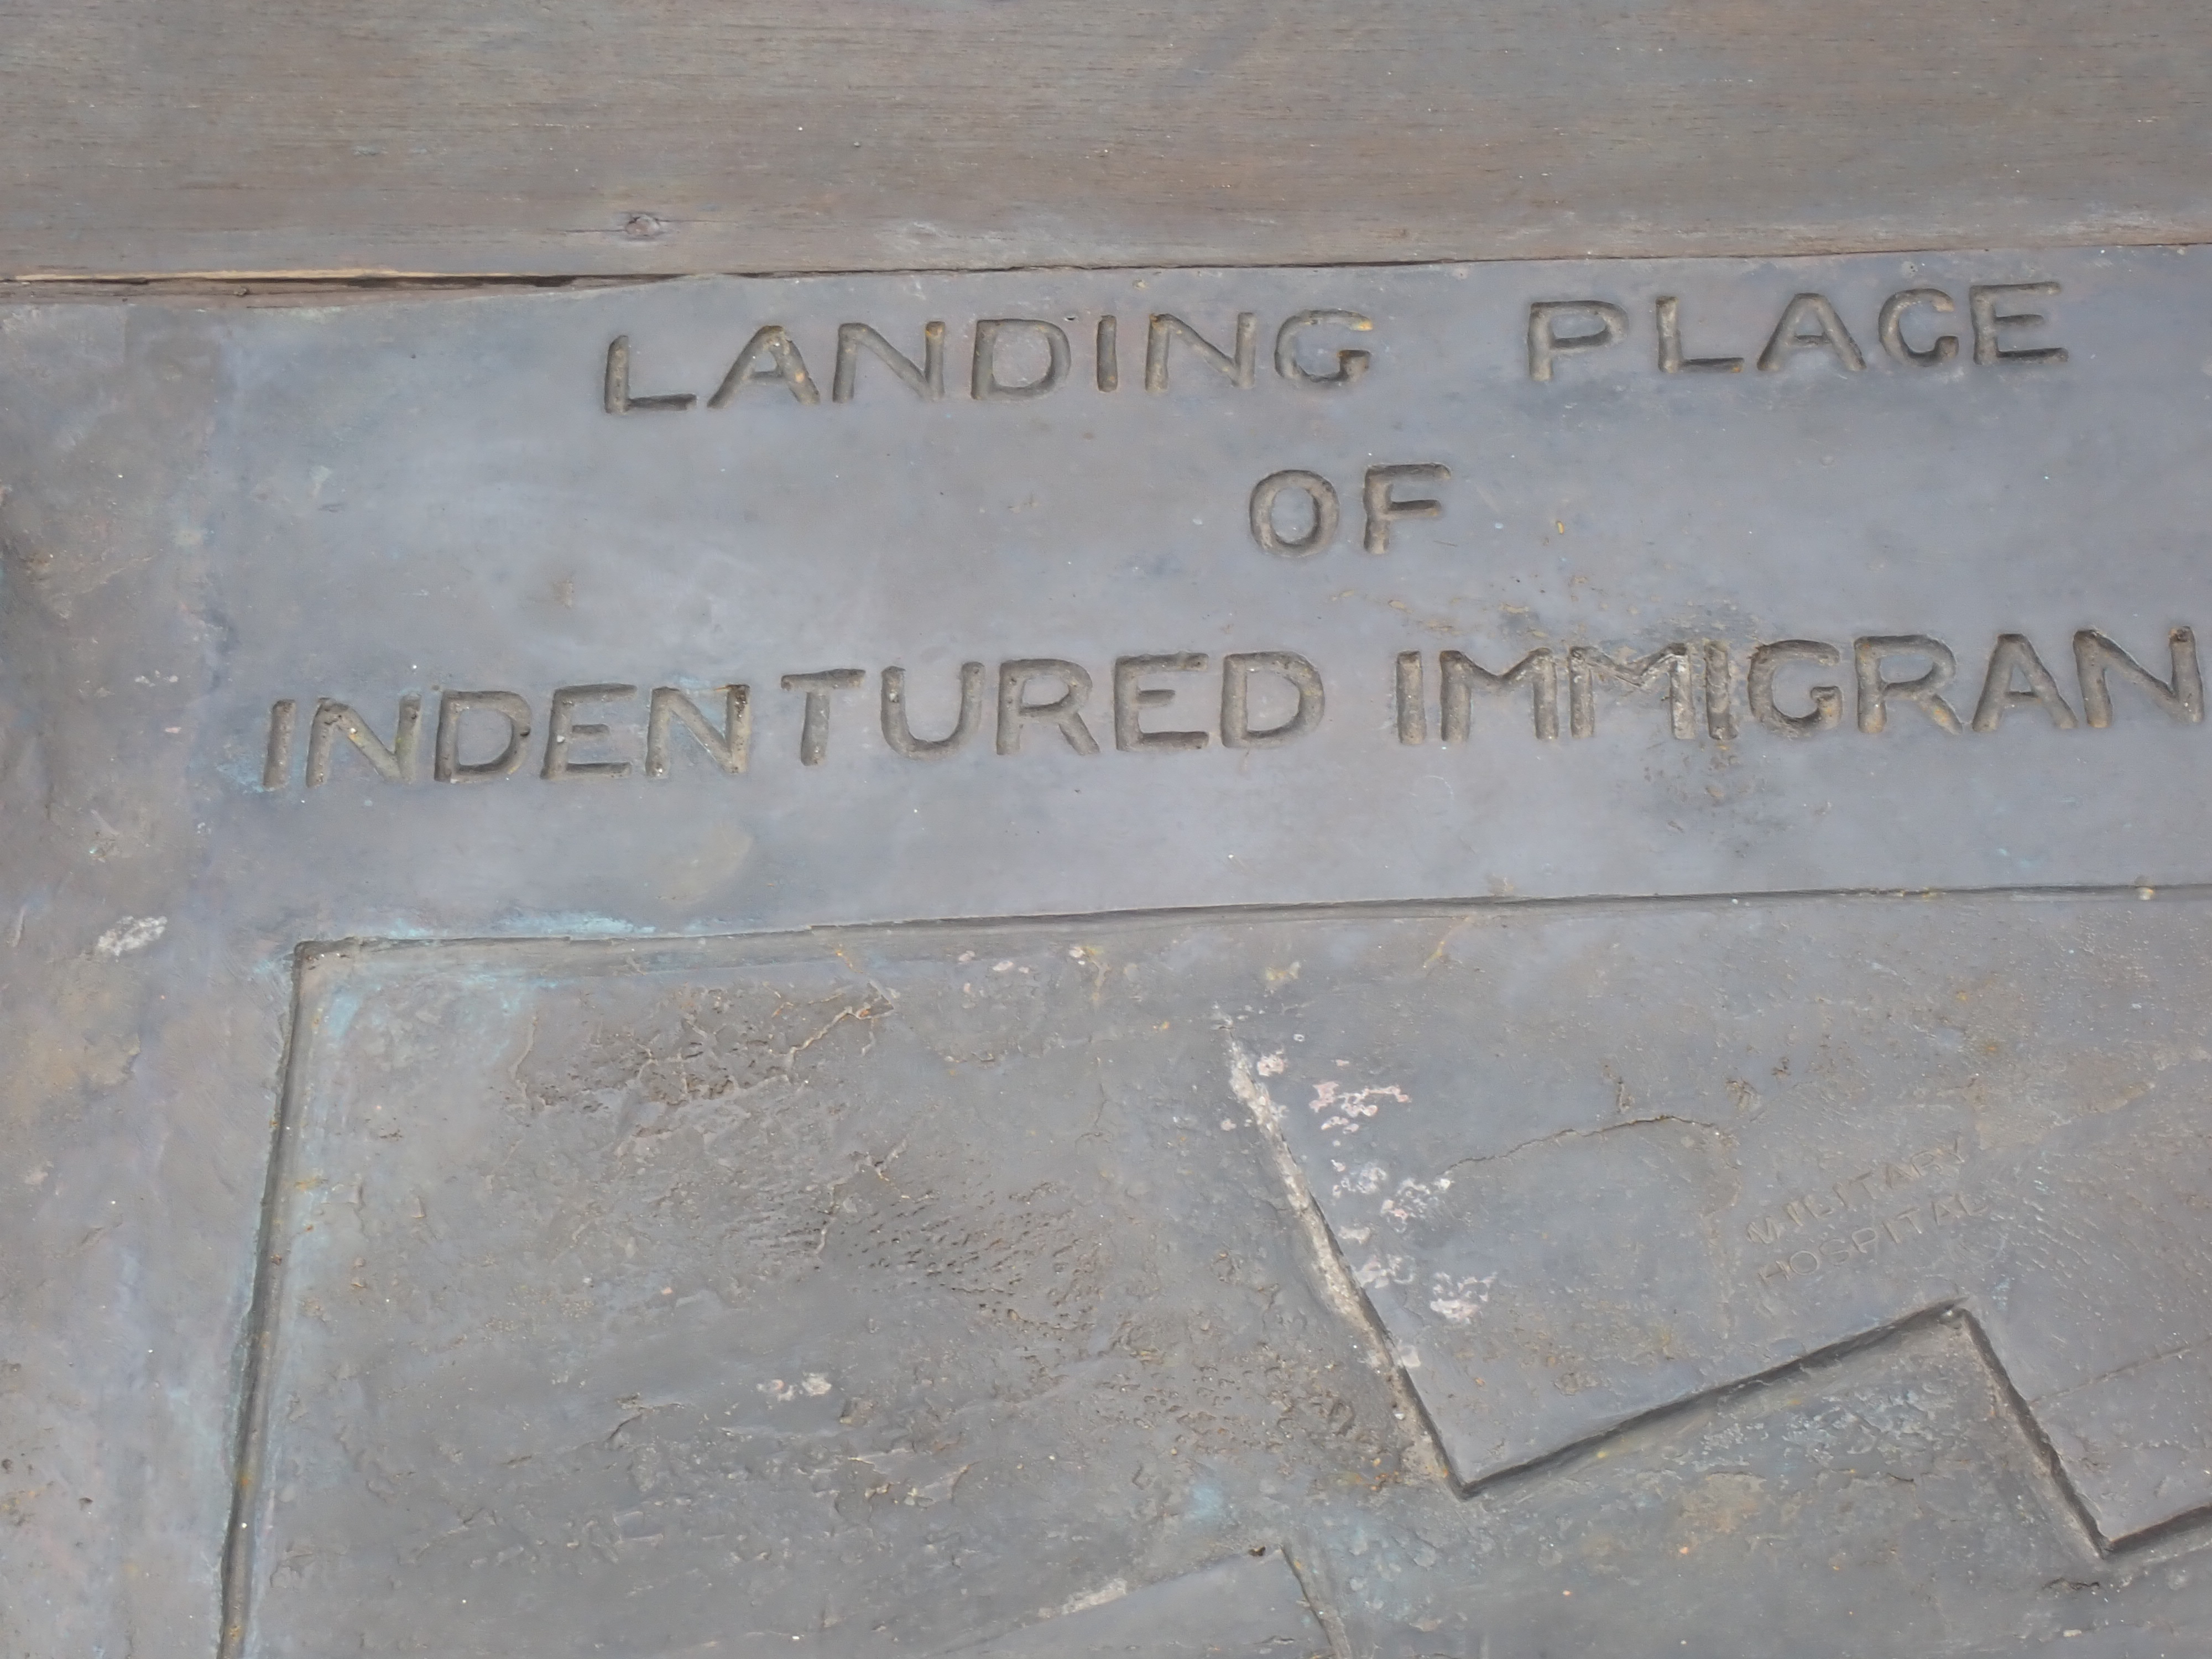 LANDING PLACE
OF
INDENTURED IMMIGRAN
MILITARY
HOSPITAL